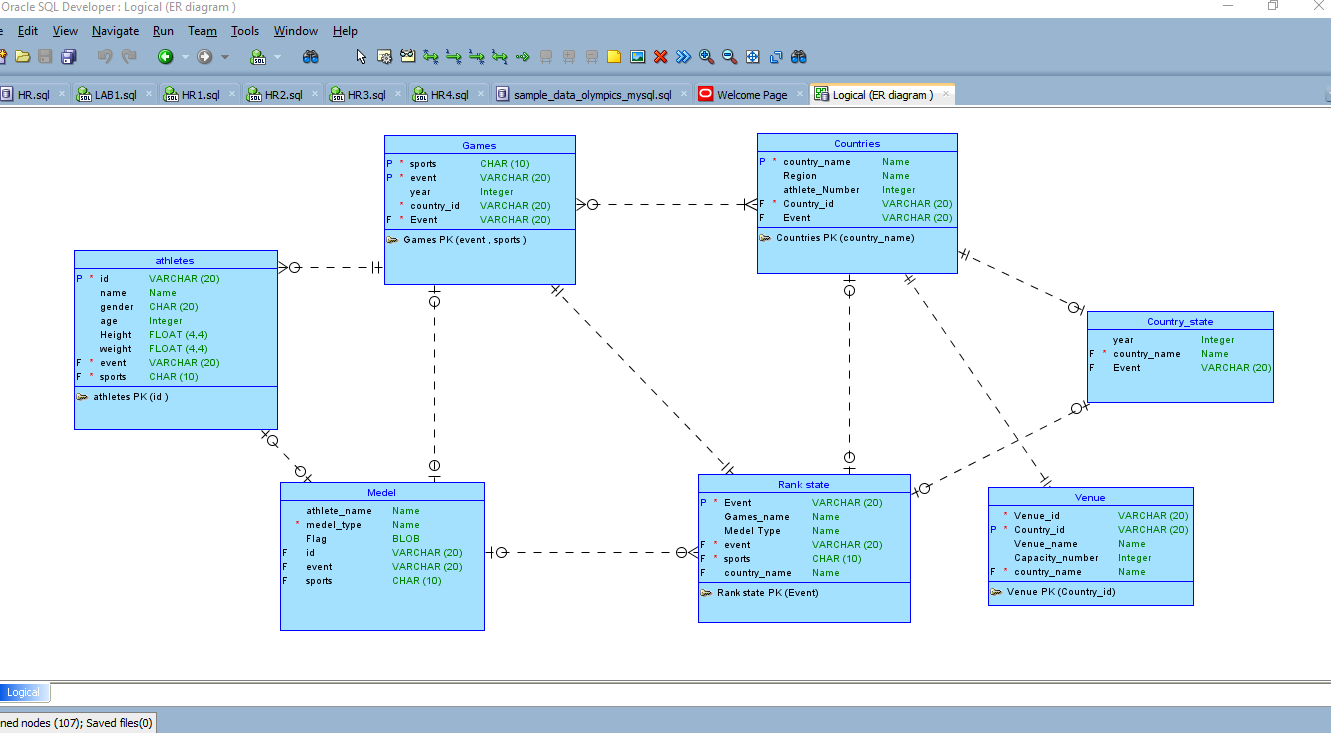 Oracle SQL Developer : Logical (ER diagram )
Edit View Navigate Run Team Tools Window Help
HR.sql LAB1.sql HR1.sql HR2.sql HR3.sql HR4.sql sample_data_olympics_mysql.sql Welcome Page Logical (ER diagram )
Games
P * sports CHAR (10)
P * event VARCHAR (20)
year Integer
* country_id VARCHAR (20)
F * Event VARCHAR (20)
Games PK (event , sports )
Countries
P * country_name Name
Region Name
athlete_Number Integer
F * Country_id VARCHAR (20)
F Event VARCHAR (20)
Countries PK (country_name)
athletes
P * id VARCHAR (20)
name Name
gender CHAR (20)
age Integer
Height FLOAT (4,4)
weight FLOAT (4,4)
F * event VARCHAR (20)
F * sports CHAR (10)
athletes PK (id )
Country_state
year Integer
F * country_name Name
F Event VARCHAR (20)
Medel
athlete_name Name
* medel_type Name
Flag BLOB
F id VARCHAR (20)
F event VARCHAR (20)
F sports CHAR (10)
Rank state
P * Event VARCHAR (20)
Games_name Name
Medel Type Name
F * event VARCHAR (20)
F * sports CHAR (10)
F country_name Name
Rank state PK (Event)
Venue
* Venue_id VARCHAR (20)
P * Country_id VARCHAR (20)
Venue_name Name
Capacity_number Integer
F * country_name Name
Venue PK (Country_id)
Logical
ned nodes (107); Saved files(0)